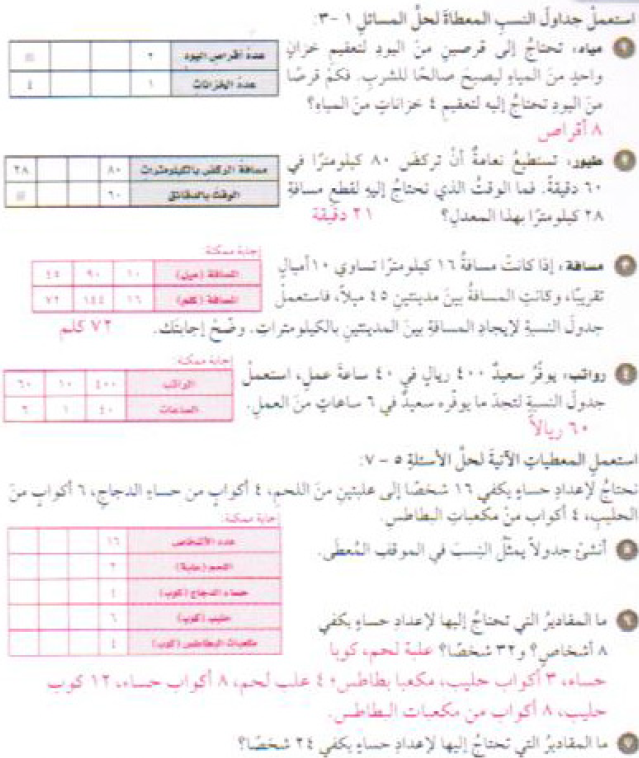 استعملْ جداولَ النسبِ المعطاةَ لحلِّ المسائلِ ١ -٣:
١ مياه، تحتاجُ إلى قرصينِ منَ اليودِ لتعقيمِ خزانٍ
واحدٍ منَ المياهِ ليصبحَ صالحًا للشربِ. فكمْ قرصًا
منَ اليودِ تحتاجُ إليه لتعقيمِ ٤ خزاناتٍ منَ المياهِ؟
٨ أقراص
عدد أقراص اليود ٢
عدد الخزانات ١ ٤
٢ طيور، تستطيعُ نعامةٌ أنْ تركضَ ٨٠ كيلومترًا في
٦٠ دقيقةً. فما الوقتُ الذي تحتاجُ إليهِ لقطعِ مسافةِ
٢٨ كيلومترًا بهذا المعدلِ؟ ٢١ دقيقة
مسافة الركض بالكيلومترات ٨٠ ٢٨
الوقت بالدقائق ٦٠
٣ مسافة، إذا كانتْ مسافةُ ١٦ كيلومترًا تساوي ١٠ أميالٍ
تقريبًا، وكانتِ المسافةُ بينَ مدينتينِ ٤٥ ميلاً، فاستعملْ
جدولَ النسبةِ لإيجادِ المسافةِ بينَ المدينتينِ بالكيلومتراتِ. وضّحْ إجابتَك. ٧٢ كلم
إجابة ممكنة
المسافة (ميل) ١٠ ٩٠ ٤٥
المسافة (كلم) ١٦ ١٤٤ ٧٢
٤ رواتب، يوفّرُ سعيدٌ ٤٠٠ ريالٍ في ٤٠ ساعةَ عملٍ، استعملْ
جدولَ النسبةِ لتجدَ ما يوفّره سعيدٌ في ٦ ساعاتٍ منَ العملِ.
٦٠ ريالاً
إجابة ممكنة:
الراتب ٤٠٠ ١٠ ٦٠
الساعات ٤٠ ١ ٦
استعملِ المعطياتِ الآتيةَ لحلِّ الأسئلةِ ٥ - ٧:
تحتاجُ لإعدادِ حساءٍ يكفي ١٦ شخصًا إلى علبتينِ منَ اللحمِ، ٤ أكوابٍ من حساءِ الدجاجِ، ٦ أكوابٍ منَ
الحليبِ، ٤ أكوابٍ منْ مكعباتِ البطاطسِ.
٥ أنشئْ جدولاً يمثّلُ النِسبَ في الموقفِ المُعطَى.
إجابة ممكنة:
عدد الأشخاص ١٦
اللحم (علبة) ٢
حساء الدجاج (كوب) ٤
حليب (كوب) ٦
مكعبات البطاطس (كوب) ٤
٦ ما المقاديرُ التي تحتاجُ إليها لإعدادِ حساءٍ يكفي
٨ أشخاصٍ؟ و٣٢ شخصًا؟ علبة لحم، كوبا
حساء، ٣ أكواب حليب، مكعبا بطاطس؛ ٤ علب لحم، ٨ أكواب حساء، ١٢ كوب
حليب، ٨ أكواب من مكعبات البطاطس.
٧ ما المقاديرُ التي تحتاجُ إليها لإعدادِ حساءٍ يكفي ٢٤ شخصًا؟